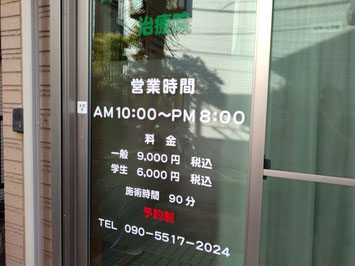 治療院
営業時間
AM10:00～PM8:00
料金
一般 9,000円 税込
学生 6,000円 税込
施術時間 90分
予約制
TEL 090-5517-2024